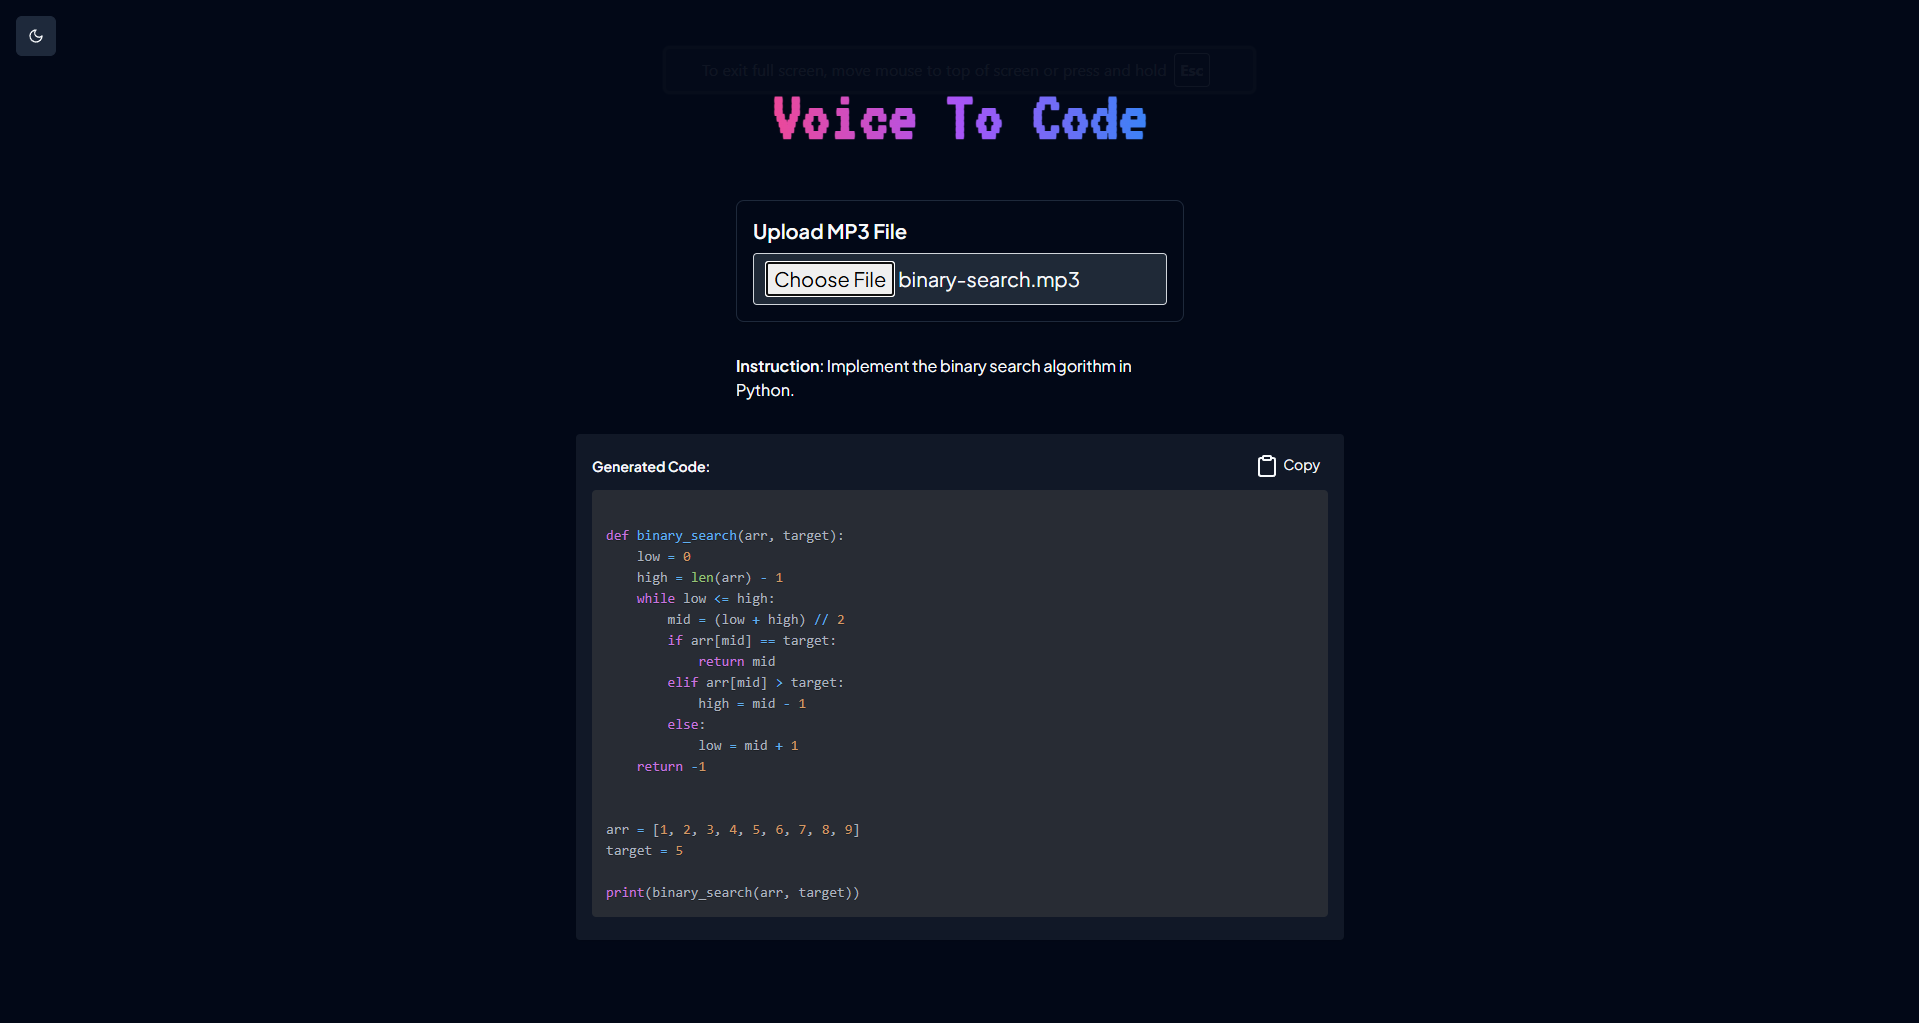 To exit full screen, move mouse to top of screen or press and hold Esc
Voice To Code
Upload MP3 File
Choose File binary-search.mp3
Instruction: Implement the binary search algorithm in
Python.
Generated Code:
Copy
def binary_search(arr, target):
    low = 0
    high = len(arr) - 1
    while low <= high:
        mid = (low + high) // 2
        if arr[mid] == target:
            return mid
        elif arr[mid] > target:
            high = mid - 1
        else:
            low = mid + 1
    return -1
arr = [1, 2, 3, 4, 5, 6, 7, 8, 9]
target = 5
print(binary_search(arr, target))